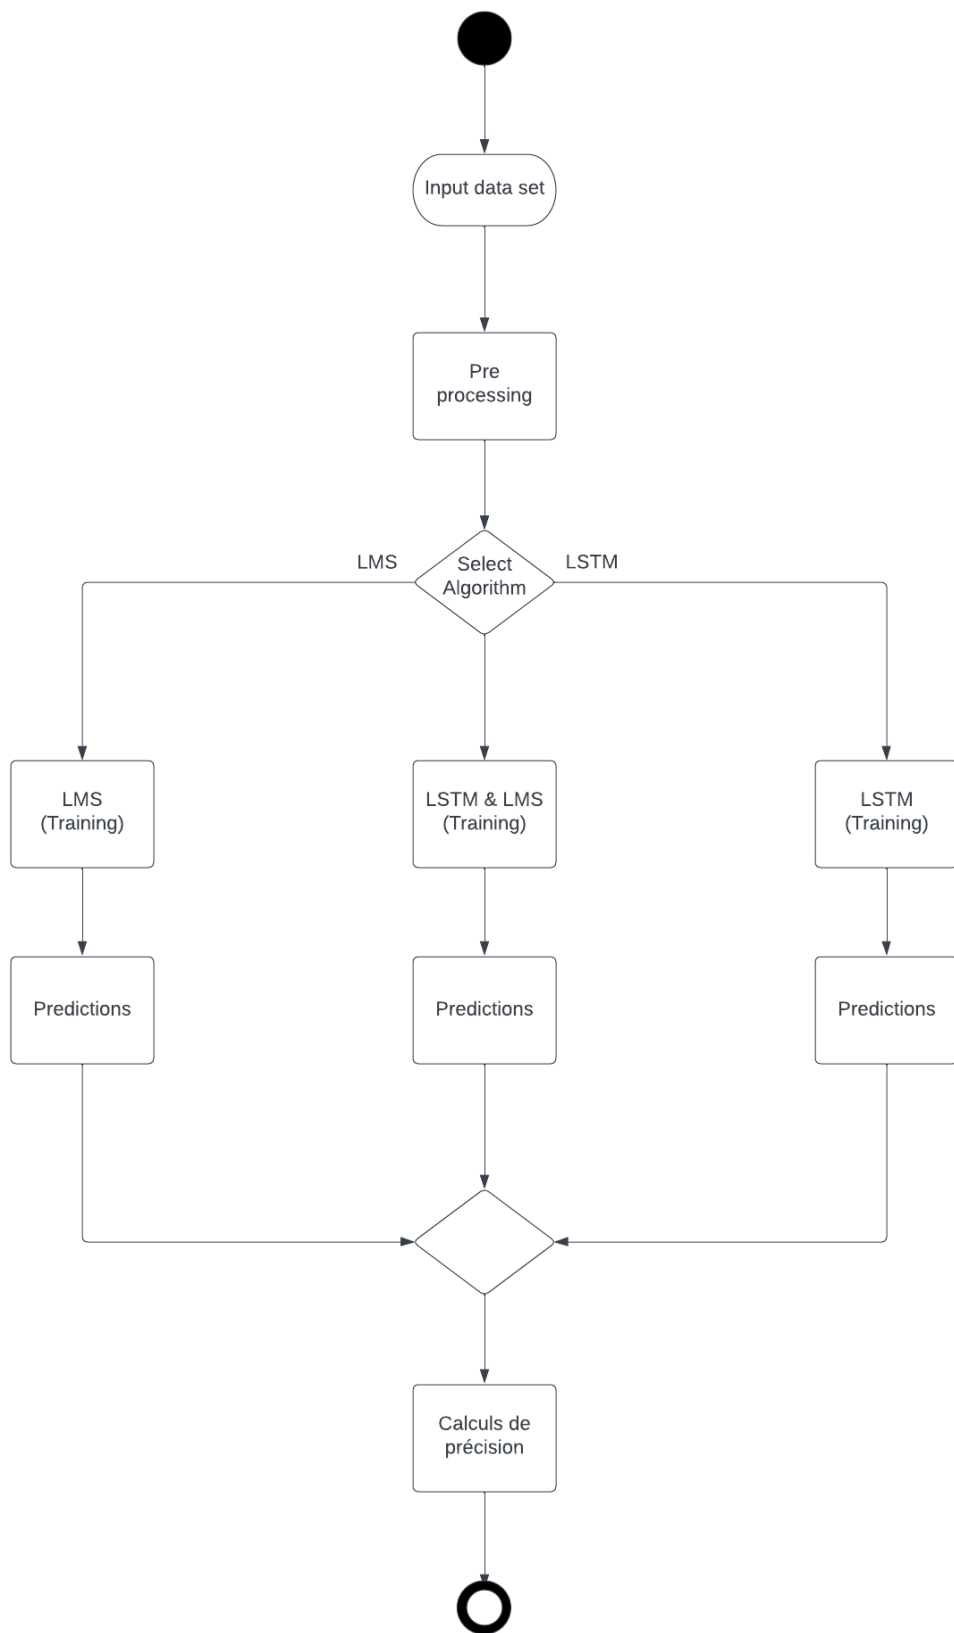 Input data set
Pre
processing
LMS
Select
Algorithm
LSTM
LMS
(Training)
LSTM & LMS
(Training)
LSTM
(Training)
Predictions
Predictions
Predictions
Calculs de
précision